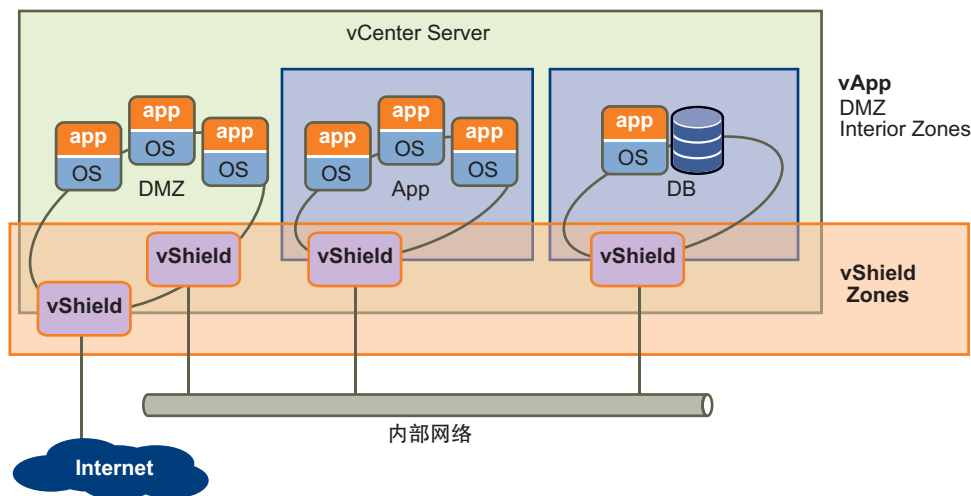 vCenter Server
vApp
DMZ
Interior Zones
app
OS
app
OS
app
OS
DMZ
app
OS
app
OS
app
OS
App
app
OS
DB
vShield
vShield
vShield
vShield
vShield
Zones
内部网络
Internet